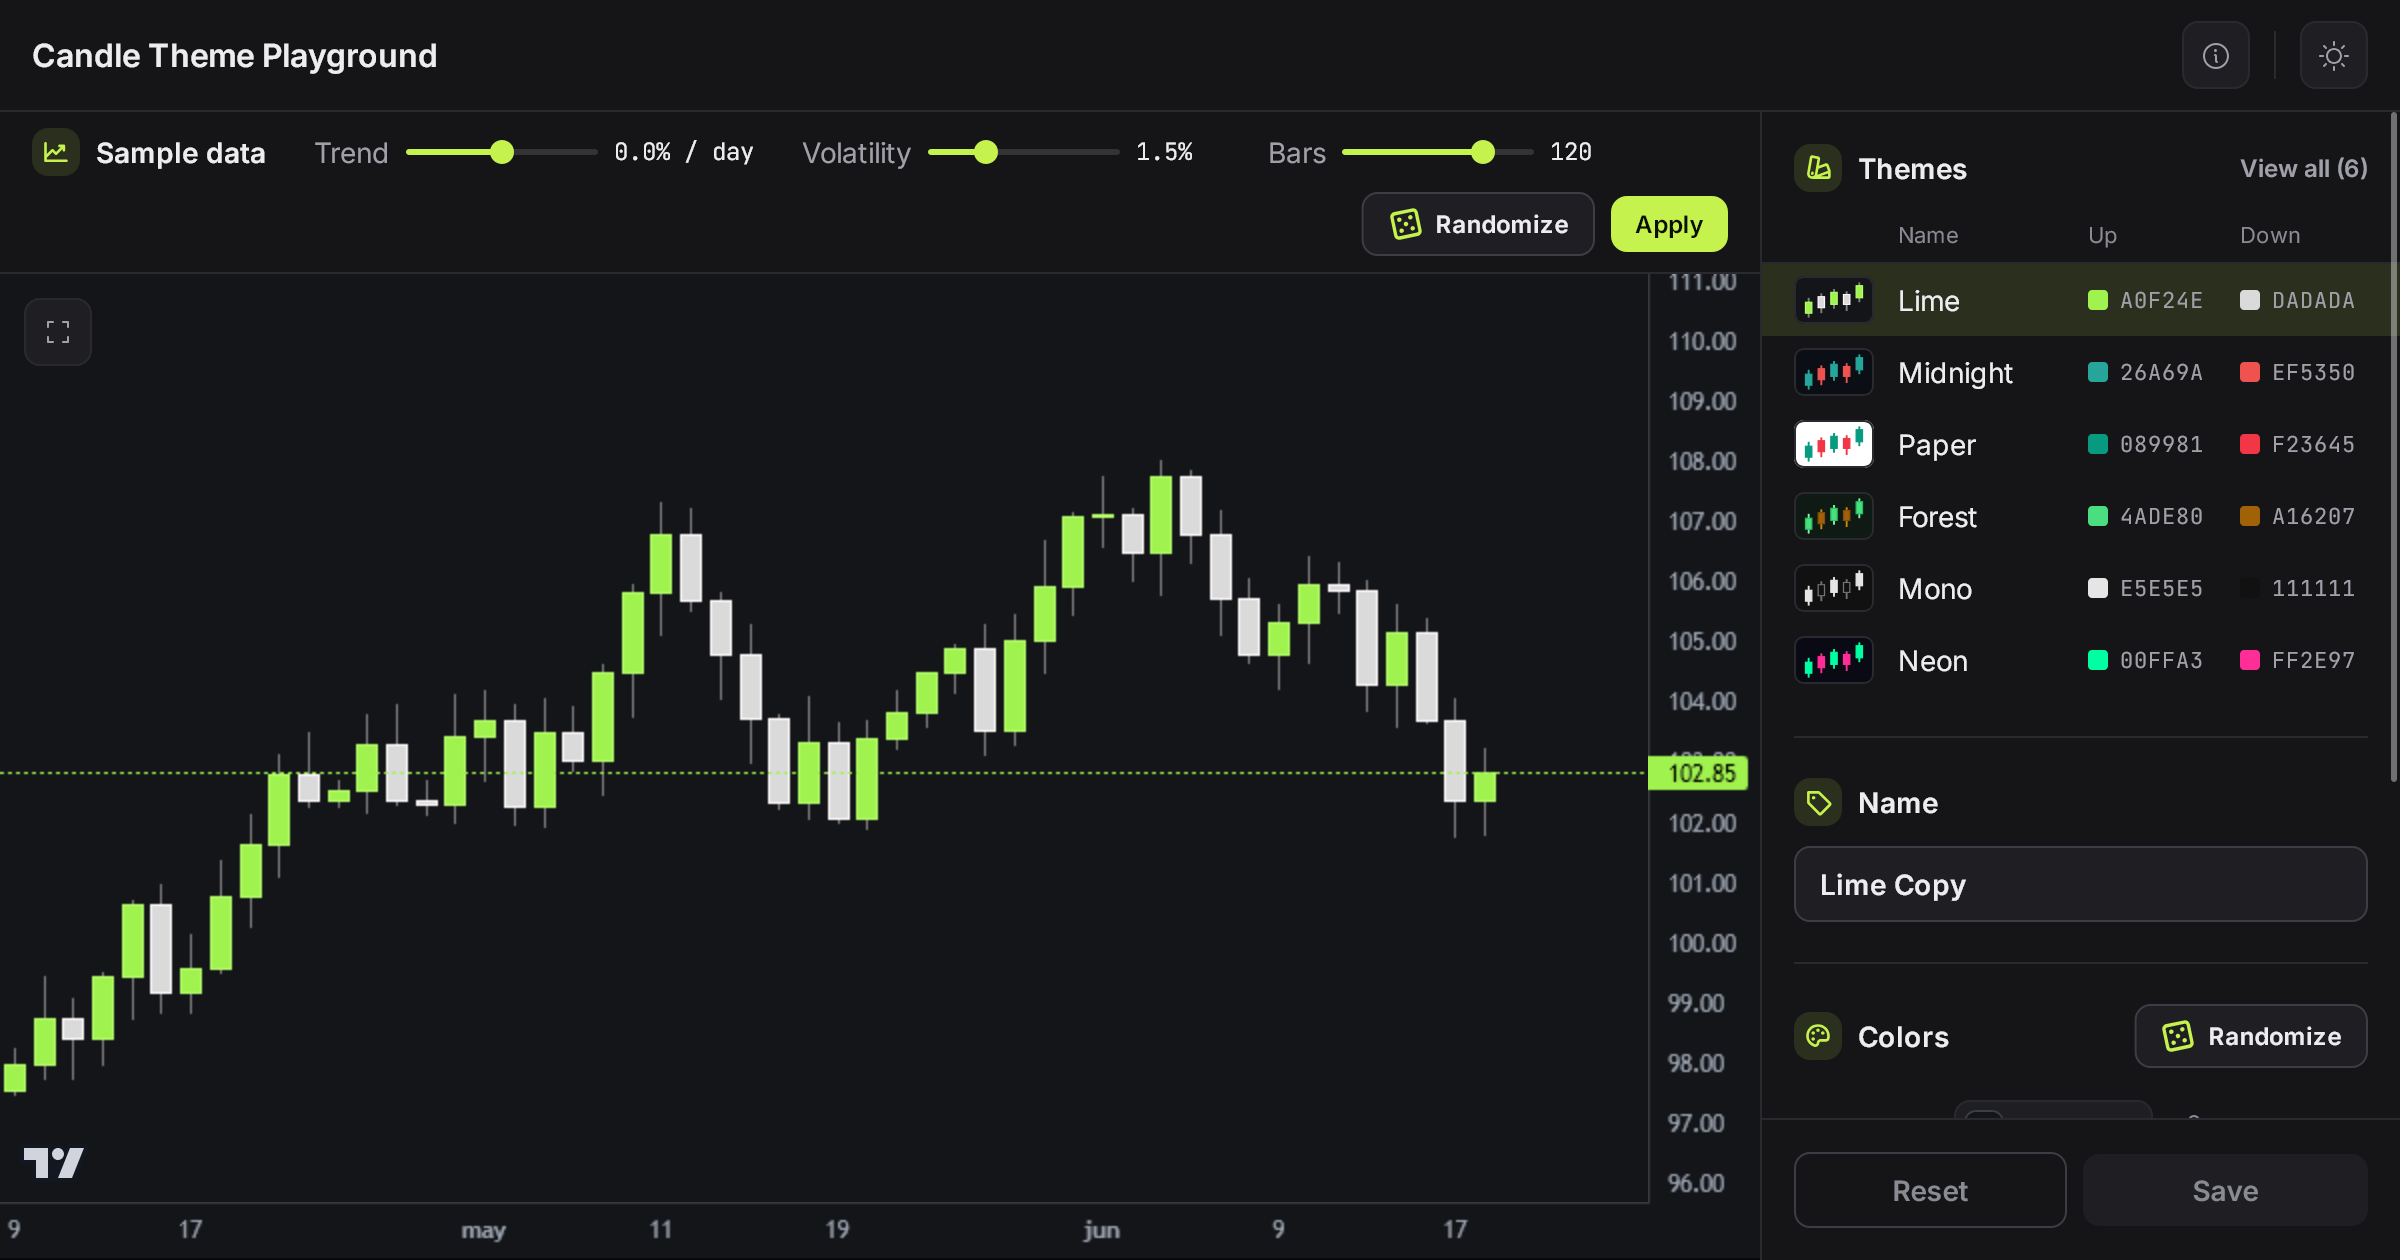 Candle Theme Playground
Sample data
Trend 0.0% / day
Volatility 1.5%
Bars 120
Randomize
Apply
111.00
110.00
109.00
108.00
107.00
106.00
105.00
104.00
102.85
102.00
101.00
100.00
99.00
98.00
97.00
96.00
9 17 may 11 19 jun 9 17
Themes
View all (6)
Name Up Down
Lime A0F24E DADADA
Midnight 26A69A EF5350
Paper 089981 F23645
Forest 4ADE80 A16207
Mono E5E5E5 111111
Neon 00FFA3 FF2E97
Name
Lime Copy
Colors
Randomize
Reset
Save